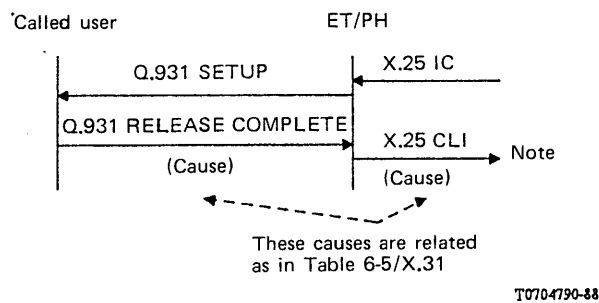 Called user
ET/PH
X.25 IC
Q.931 SETUP
Q.931 RELEASE COMPLETE
X.25 CLI
Note
(Cause)
(Cause)
These causes are related
as in Table 6-5/X.31
T0704790-88